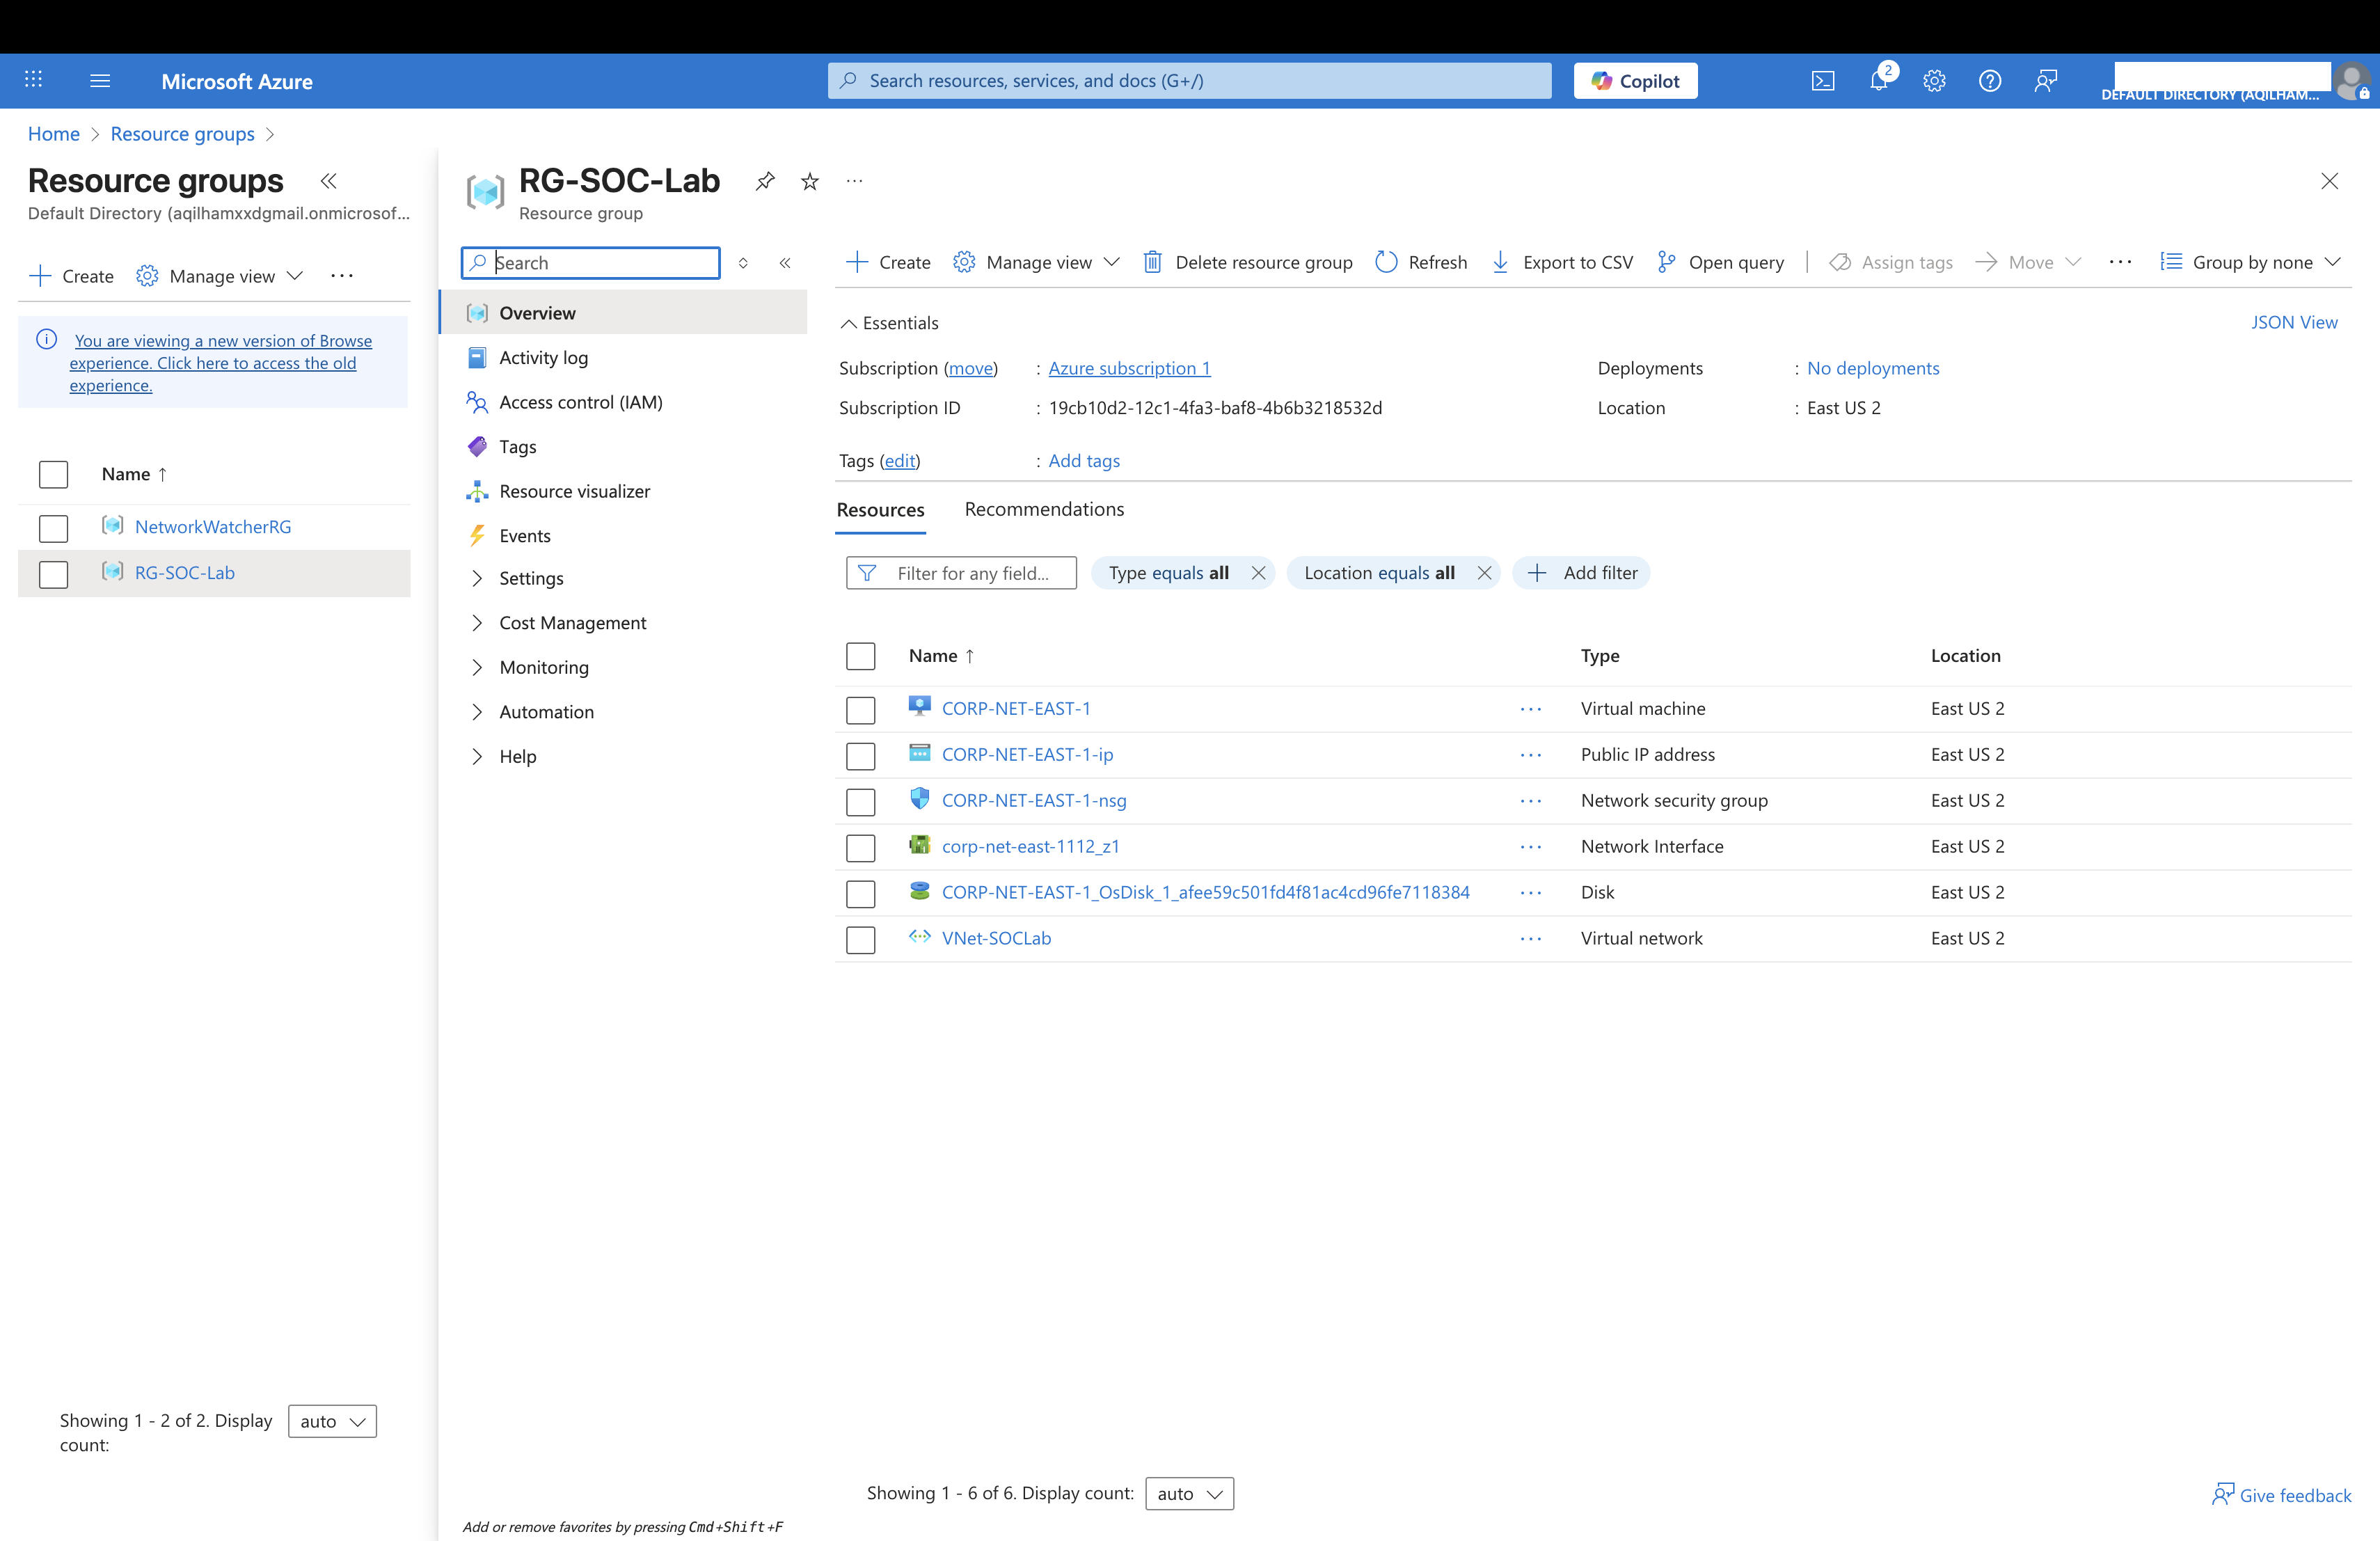 Microsoft Azure
Search resources, services, and docs (G+/)
Copilot
2
DEFAULT DIRECTORY (AQILHAM...
Home > Resource groups >
Resource groups
Default Directory (aqilhamxxdgmail.onmicrosof...
Create Manage view ...
You are viewing a new version of Browse
experience. Click here to access the old
experience.
Name ↑
NetworkWatcherRG
RG-SOC-Lab
Showing 1 - 2 of 2. Display
count:
auto
RG-SOC-Lab
Resource group
Search
Overview
Activity log
Access control (IAM)
Tags
Resource visualizer
Events
Settings
Cost Management
Monitoring
Automation
Help
Add or remove favorites by pressing Cmd+Shift+F
Create Manage view Delete resource group Refresh Export to CSV Open query Assign tags Move ... Group by none
Essentials
JSON View
Subscription (move) : Azure subscription 1
Subscription ID : 19cb10d2-12c1-4fa3-baf8-4b6b3218532d
Tags (edit) : Add tags
Deployments : No deployments
Location : East US 2
Resources Recommendations
Filter for any field... Type equals all Location equals all Add filter
Name ↑ Type Location
CORP-NET-EAST-1 ... Virtual machine East US 2
CORP-NET-EAST-1-ip ... Public IP address East US 2
CORP-NET-EAST-1-nsg ... Network security group East US 2
corp-net-east-1112_z1 ... Network Interface East US 2
CORP-NET-EAST-1_OsDisk_1_afee59c501fd4f81ac4cd96fe7118384 ... Disk East US 2
VNet-SOCLab ... Virtual network East US 2
Showing 1 - 6 of 6. Display count: auto
Give feedback